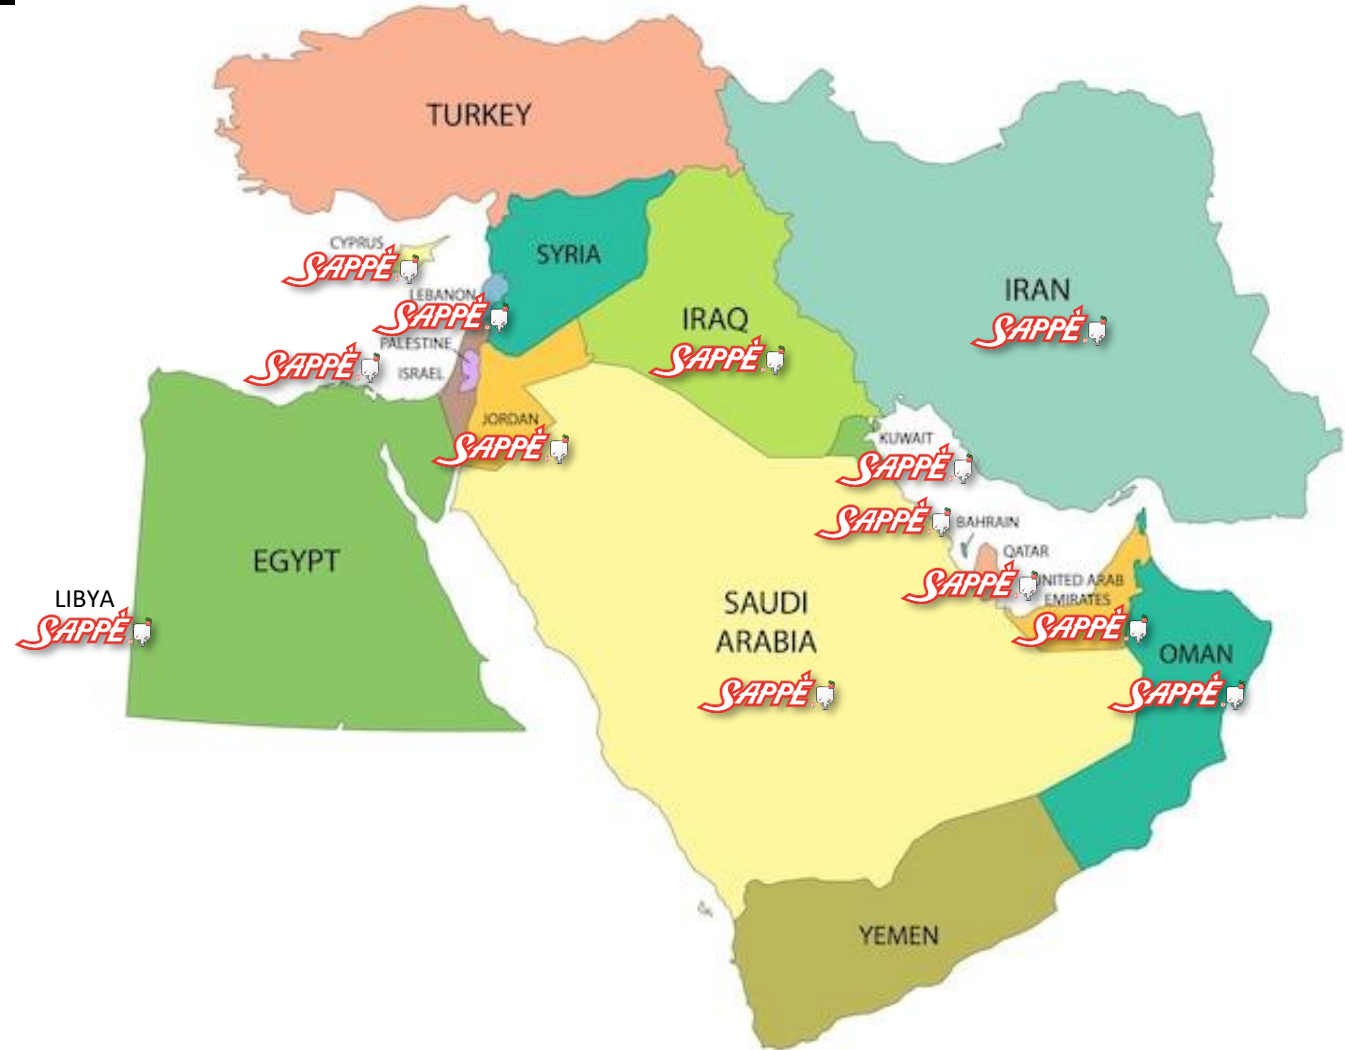 TURKEY
SYRIA
CYPRUS
SAPPÉ
LEBANON
SAPPÉ
IRAQ
SAPPÉ
IRAN
SAPPÉ
PALESTINE
SAPPÉ
ISRAEL
JORDAN
SAPPÉ
KUWAIT
SAPPÉ
SAPPÉ
BAHRAIN
QATAR
SAPPÉ
UNITED ARAB
EMIRATES
SAPPÉ
EGYPT
LIBYA
SAPPÉ
SAUDI
ARABIA
SAPPÉ
OMAN
SAPPÉ
YEMEN